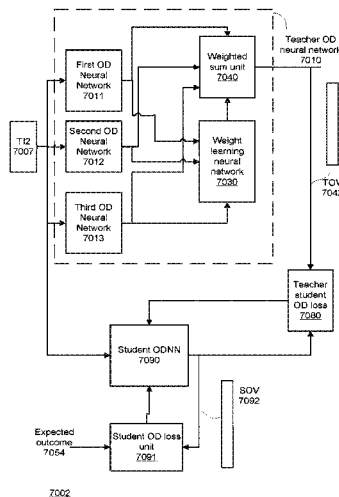 Teacher OD
neural network
7010
First OD
Neural
Network
7011
Weighted
sum unit
7040
TI2
7007
Second OD
Neural
Network
7012
Weight
learning
neural
network
7030
TOV
7042
Third OD
Neural
Network
7013
Teacher
student
OD loss
7080
Student ODNN
7090
SOV
7092
Expected
outcome
7054
Student OD loss
unit
7091
7002